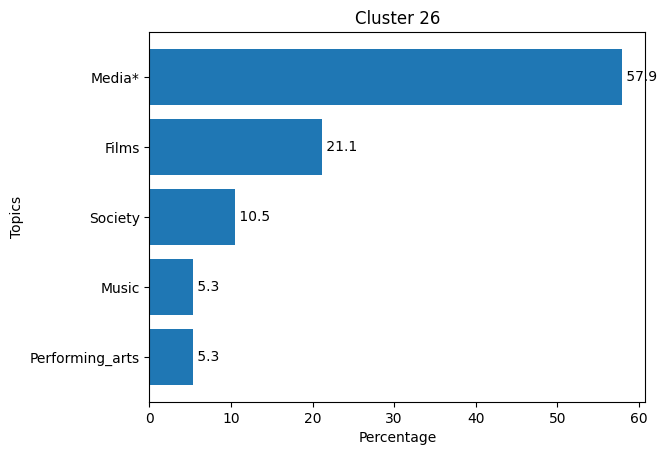 Cluster 26
Topics
Media*
57.9
Films
21.1
Society
10.5
Music
5.3
Performing_arts
5.3
0 10 20 30 40 50 60
Percentage